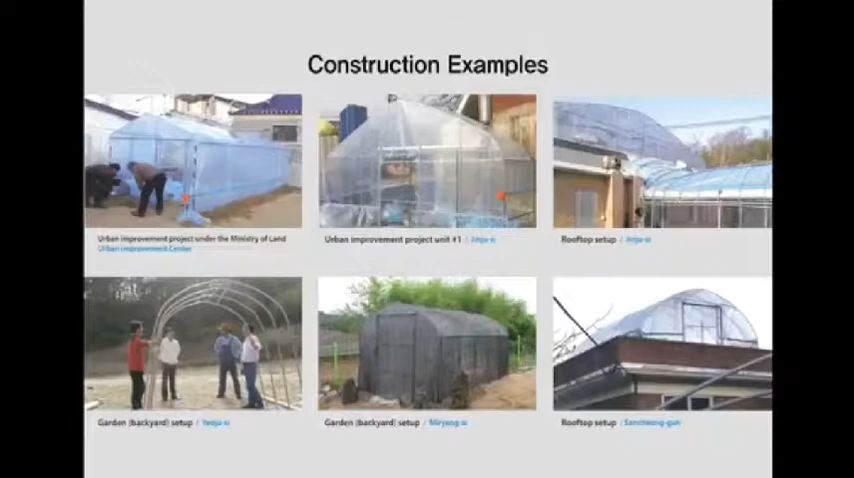 Construction Examples
Urban improvement project under the Ministry of Land
Urban improvement Center
Urban improvement project unit #1 / Jinju-si
Rooftop setup / Jinju-si
Garden (backyard) setup / Yeoju-si
Garden (backyard) setup / Miryang-si
Rooftop setup / Sancheong-gun